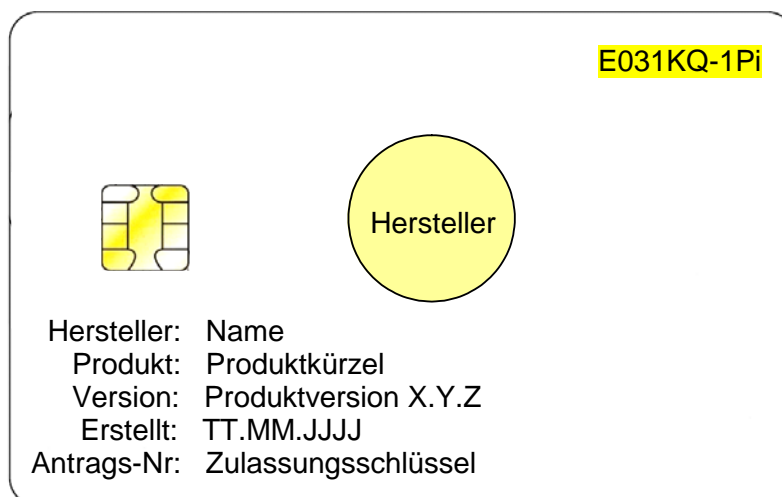 E031KQ-1Pi
Hersteller
Hersteller: Name
Produkt: Produktkürzel
Version: Produktversion X.Y.Z
Erstellt: TT.MM.JJJJ
Antrags-Nr: Zulassungsschlüssel